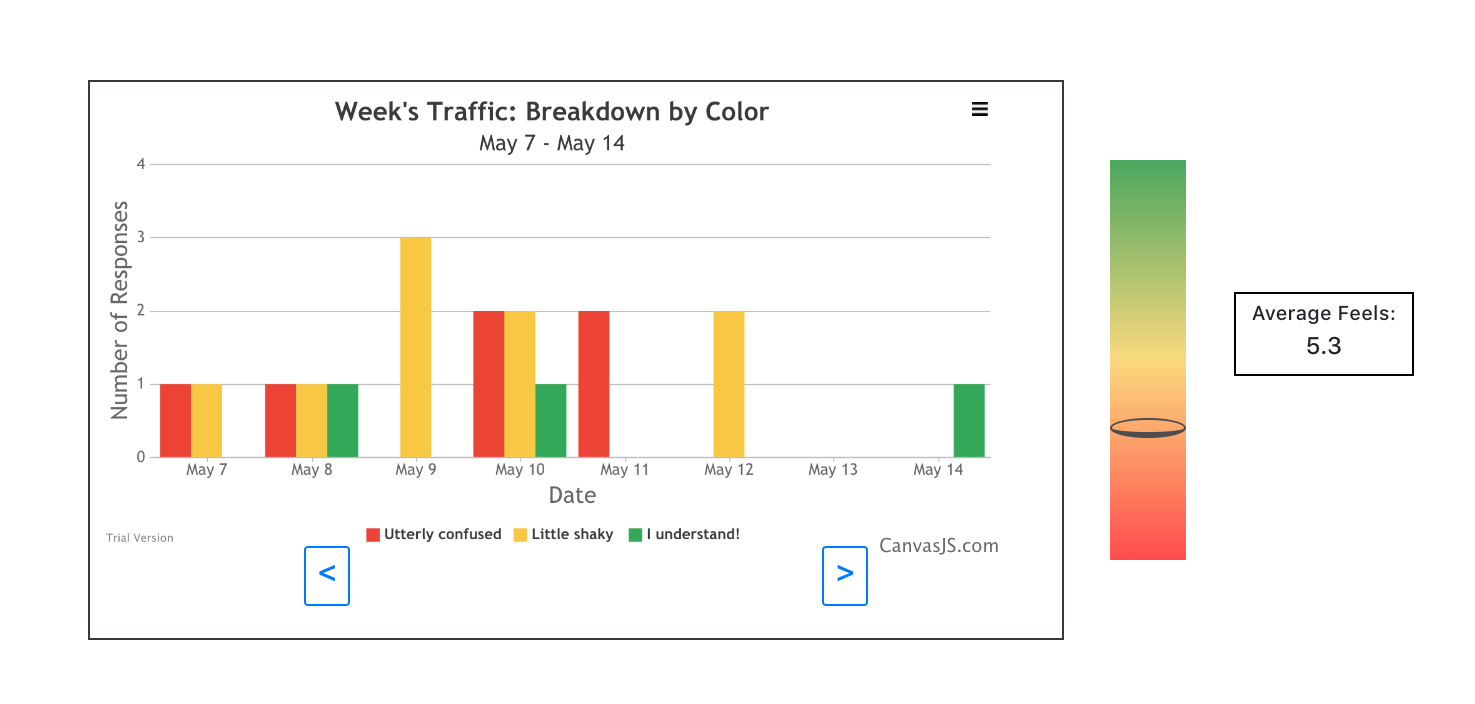 Week's Traffic: Breakdown by Color
May 7 - May 14
Number of Responses
4
3
2
1
0
May 7 May 8 May 9 May 10 May 11 May 12 May 13 May 14
Date
Utterly confused Little shaky I understand!
Trial Version
CanvasJS.com
< >
Average Feels:
5.3